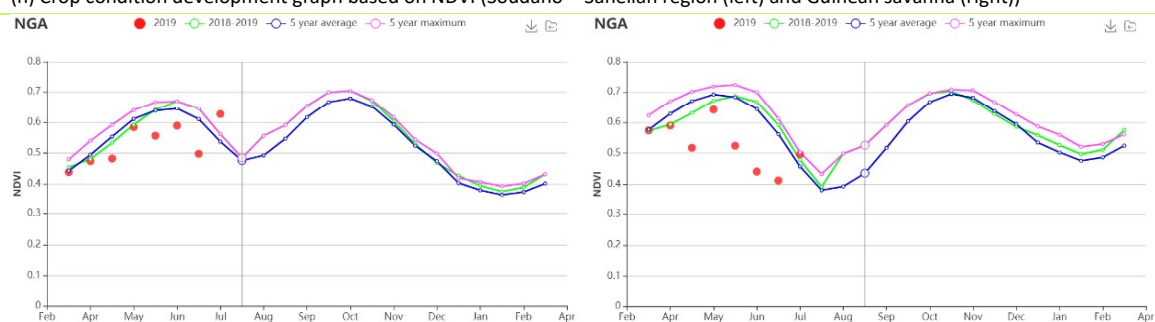 (h) Crop condition development graph based on NDVI (Soudano – Sahelian region (left) and Guinean savanna (right))
NGA
2019 2018-2019 5 year average 5 year maximum
0.8
0.7
0.6
0.5
0.4
0.3
0.2
0.1
0
NDVI
Feb Apr May Jun Jul Aug Sep Oct Nov Dec Jan Feb Apr
NGA
2019 2018-2019 5 year average 5 year maximum
0.8
0.7
0.6
0.5
0.4
0.3
0.2
0.1
0
NDVI
Feb Apr May Jun Jul Aug Sep Oct Nov Dec Jan Feb Apr